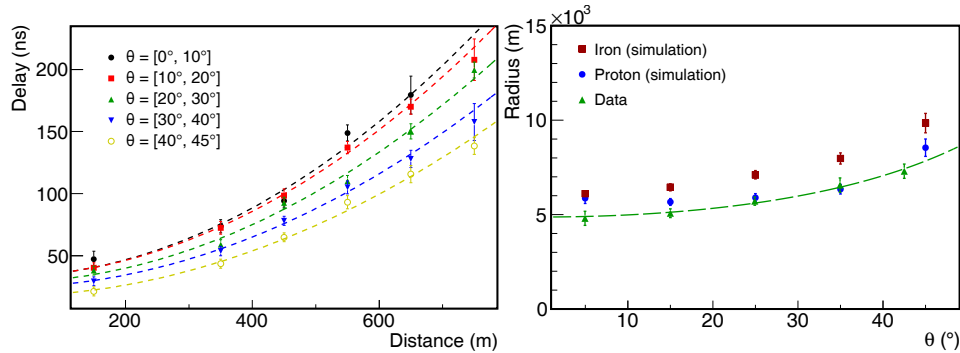 Delay (ns)
200
150
100
50
θ = [0°, 10°]
θ = [10°, 20°]
θ = [20°, 30°]
θ = [30°, 40°]
θ = [40°, 45°]
200 400 600
Distance (m)
×10³
Radius (m)
15
10
5
0
Iron (simulation)
Proton (simulation)
Data
10 20 30 40
θ (°)